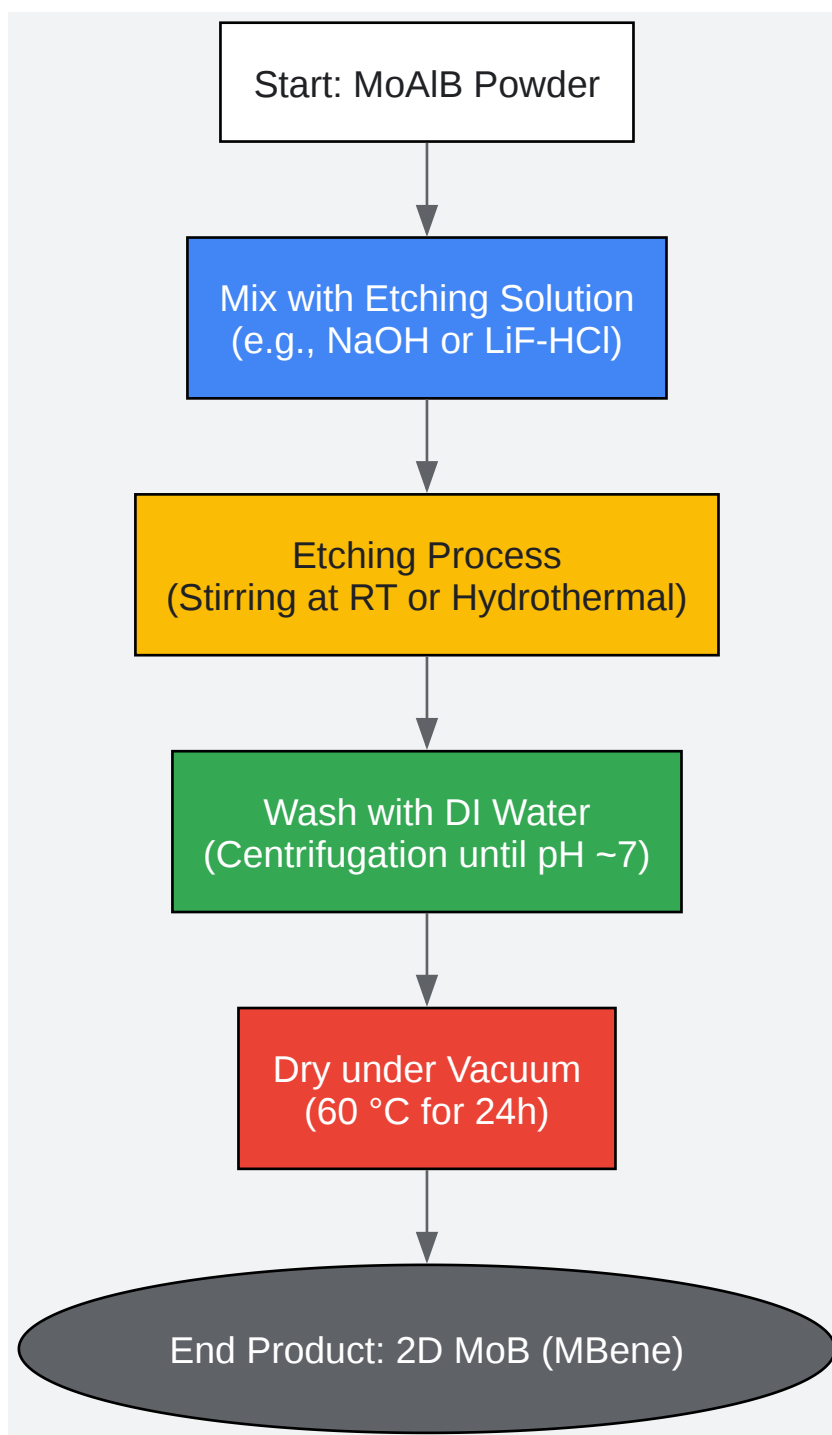 Start: MoAlB Powder
Mix with Etching Solution
(e.g., NaOH or LiF-HCl)
Etching Process
(Stirring at RT or Hydrothermal)
Wash with DI Water
(Centrifugation until pH ~7)
Dry under Vacuum
(60 °C for 24h)
End Product: 2D MoB (MBene)